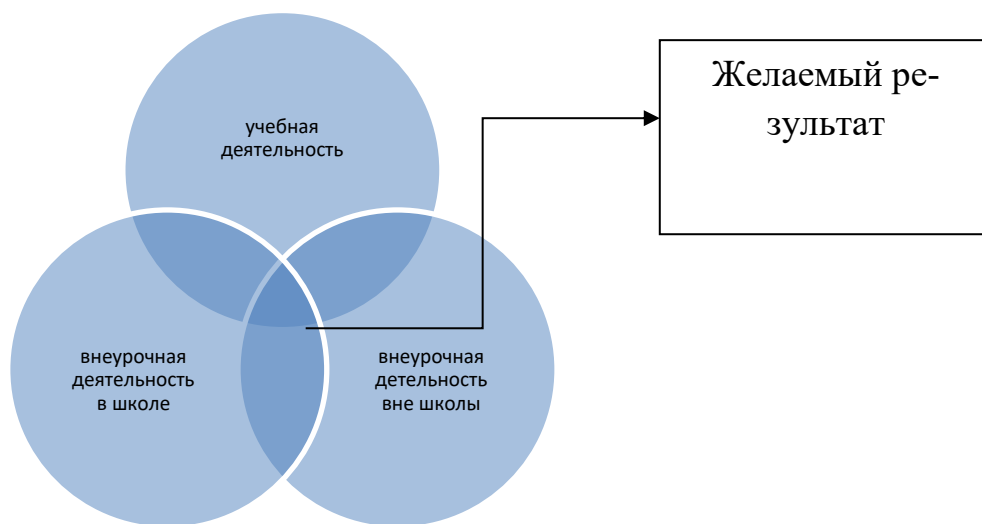 учебная
деятельность
Желаемый ре-
зультат
внеурочная
деятельность
в школе
внеурочная
детельность
вне школы